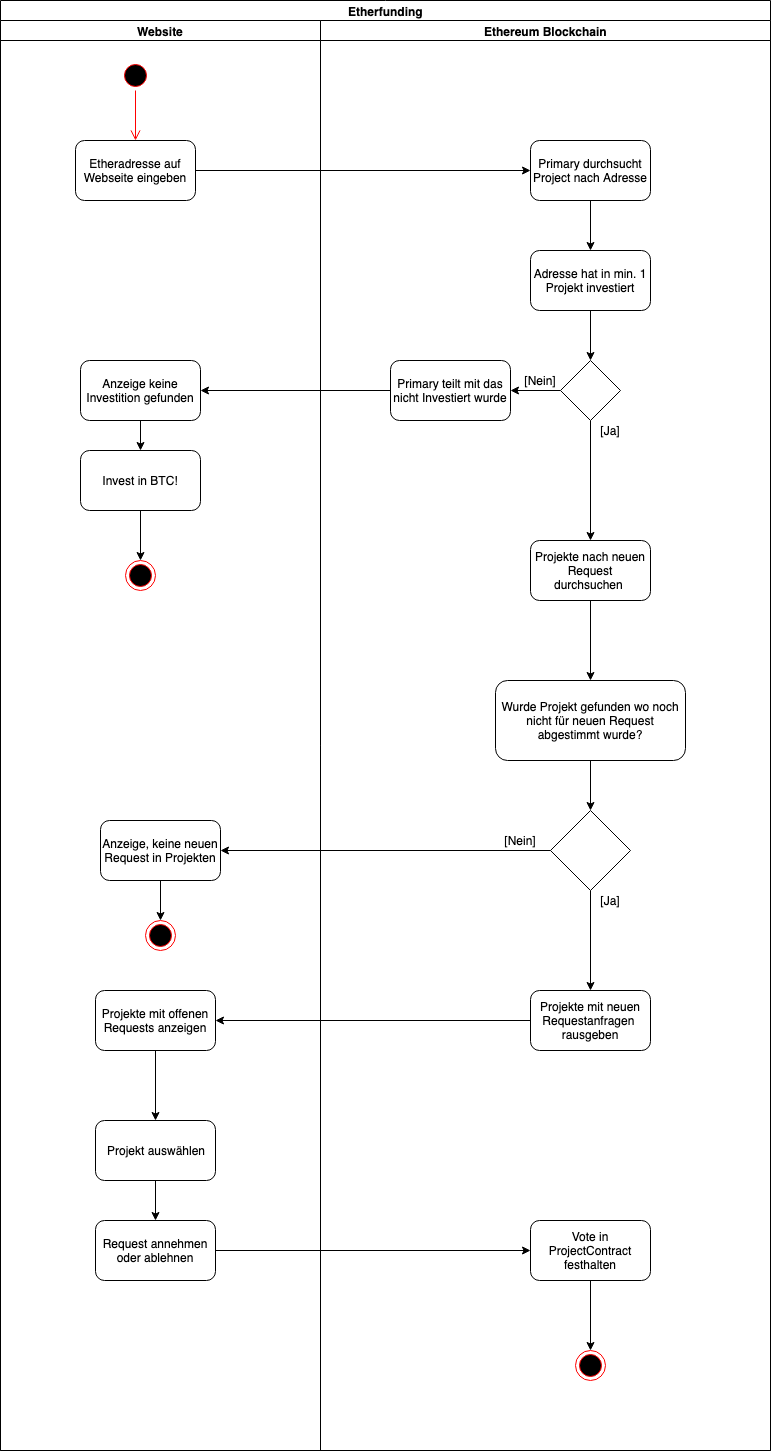 Etherfunding
Website
Ethereum Blockchain
Etheradresse auf
Webseite eingeben
Primary durchsucht
Project nach Adresse
Adresse hat in min. 1
Projekt investiert
Anzeige keine
Investition gefunden
Primary teilt mit das
nicht Investiert wurde
[Nein]
[Ja]
Invest in BTC!
Projekte nach neuen
Request
durchsuchen
Wurde Projekt gefunden wo noch
nicht für neuen Request
abgestimmt wurde?
Anzeige, keine neuen
Request in Projekten
[Nein]
[Ja]
Projekte mit offenen
Requests anzeigen
Projekte mit neuen
Requestanfragen
rausgeben
Projekt auswählen
Request annehmen
oder ablehnen
Vote in
ProjectContract
festhalten